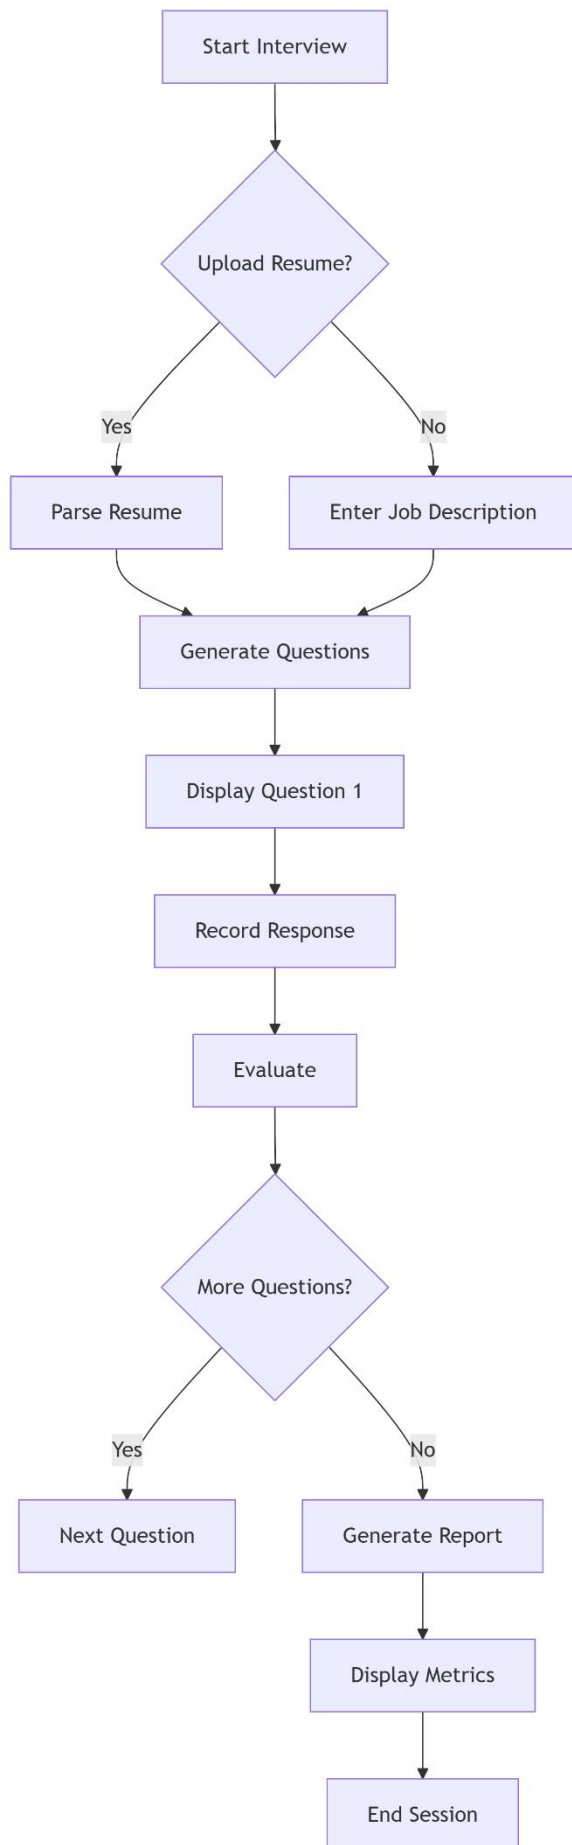 Start Interview
Upload Resume?
Yes
No
Parse Resume
Enter Job Description
Generate Questions
Display Question 1
Record Response
Evaluate
More Questions?
Yes
No
Next Question
Generate Report
Display Metrics
End Session